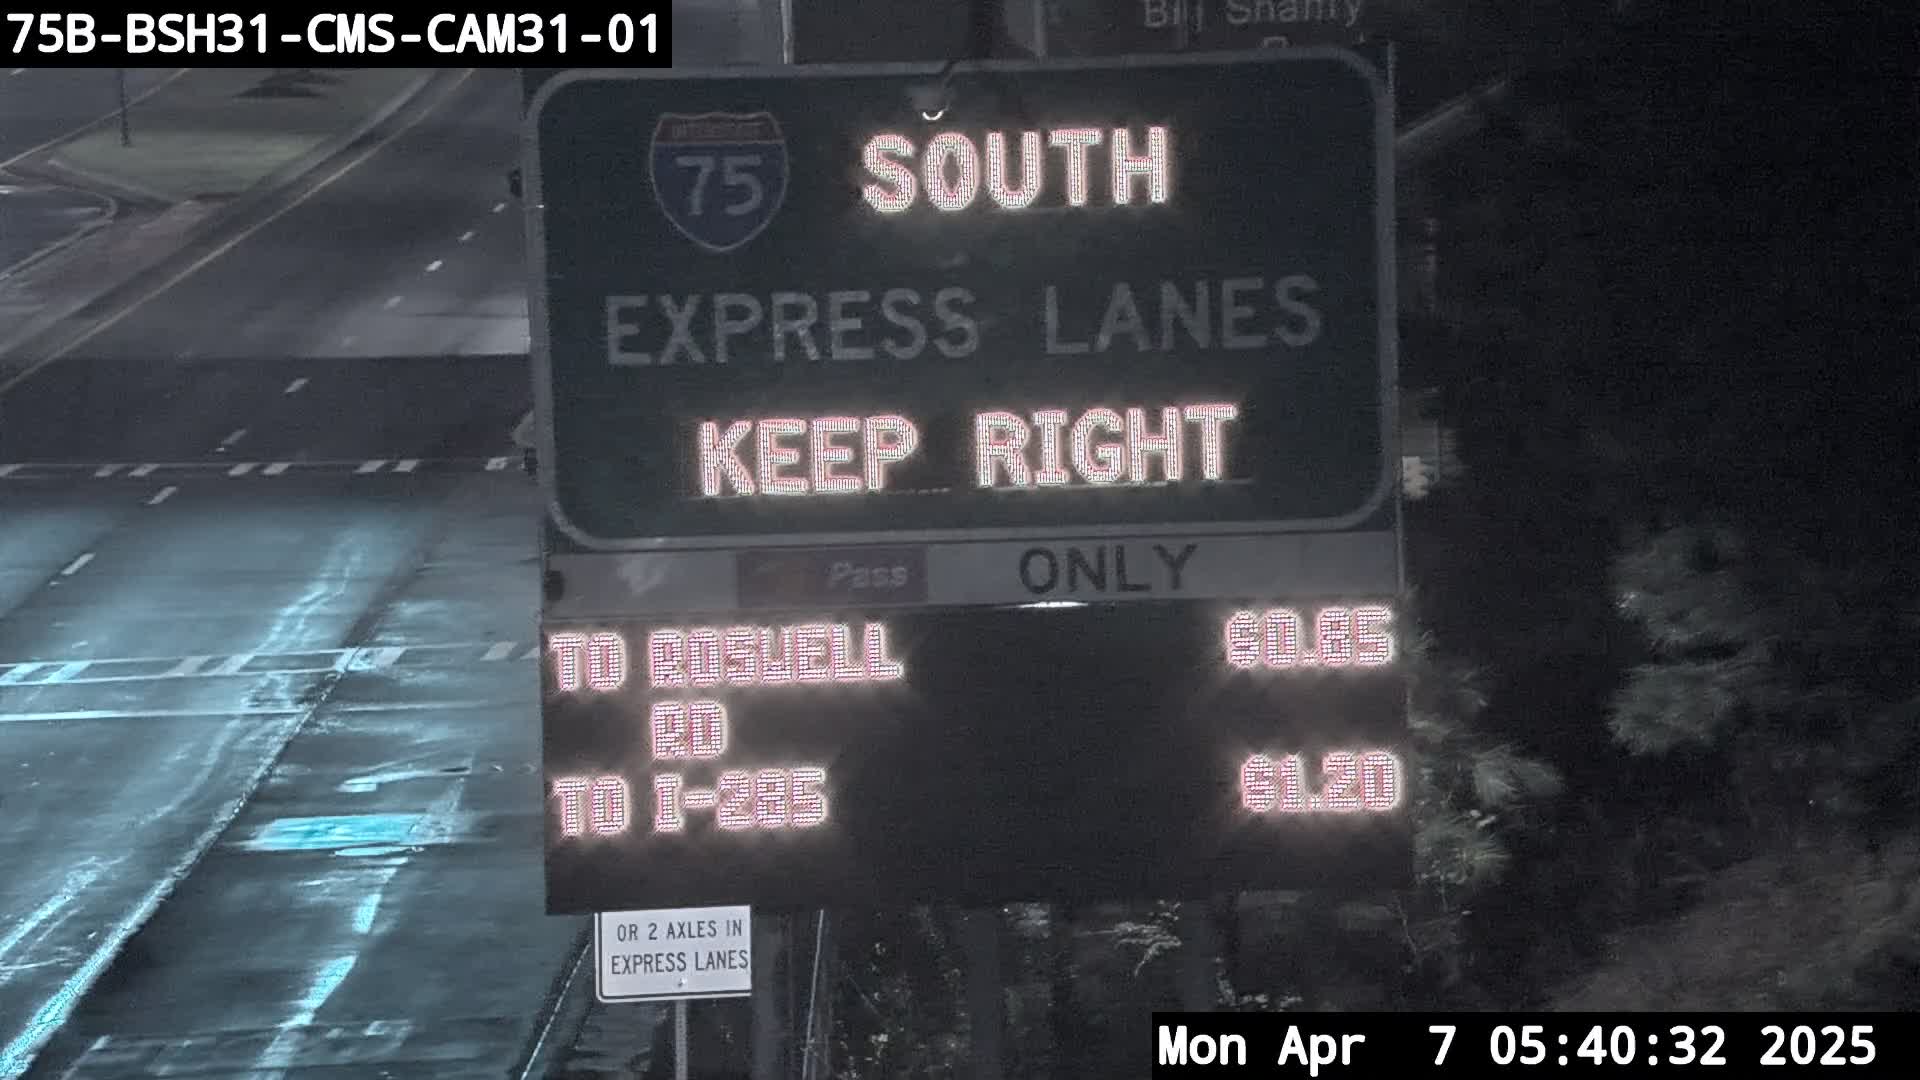 75B-BSH31-CMS-CAM31-01
INTERSTATE
75
SOUTH
EXPRESS LANES
KEEP RIGHT
Pass ONLY
TO ROSWELL $0.85
RD
TO I-285 $1.20
OR 2 AXLES IN
EXPRESS LANES
Mon Apr 7 05:40:32 2025